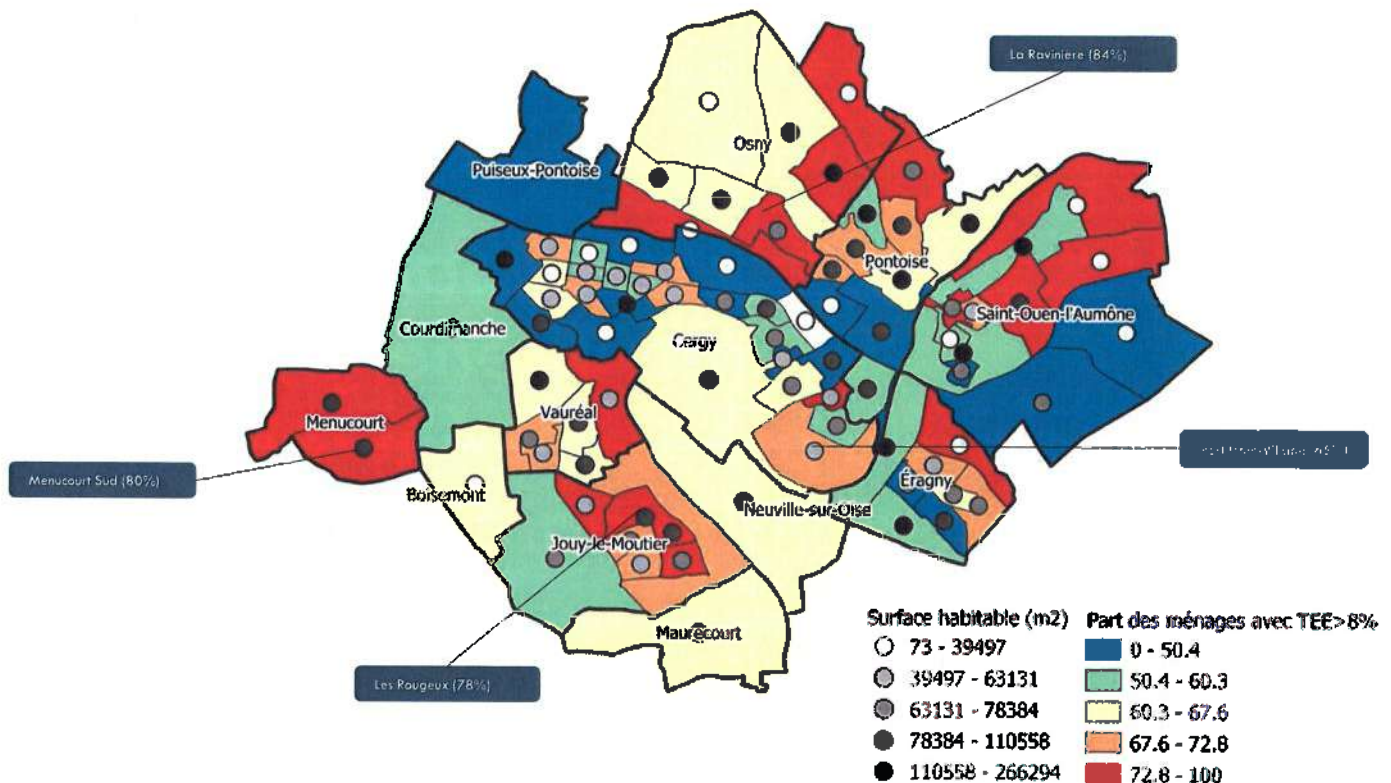 La Ravinière (84%)
Osny
Puiseux-Pontoise
Pontoise
Saint-Ouen-l'Aumône
Courdimanche
Cergy
Vauréal
Menucourt
Menucourt Sud (80%)
Éragny
Boisemont
Neuville-sur-Oise
Jouy-le-Moutier
Maurecourt
Les Rougeux (78%)
Surface habitable (m2)
73 - 39497
39497 - 63131
63131 - 78384
78384 - 110558
110558 - 266294
Part des ménages avec TEE>8%
0 - 50.4
50.4 - 60.3
60.3 - 67.6
67.6 - 72.8
72.8 - 100